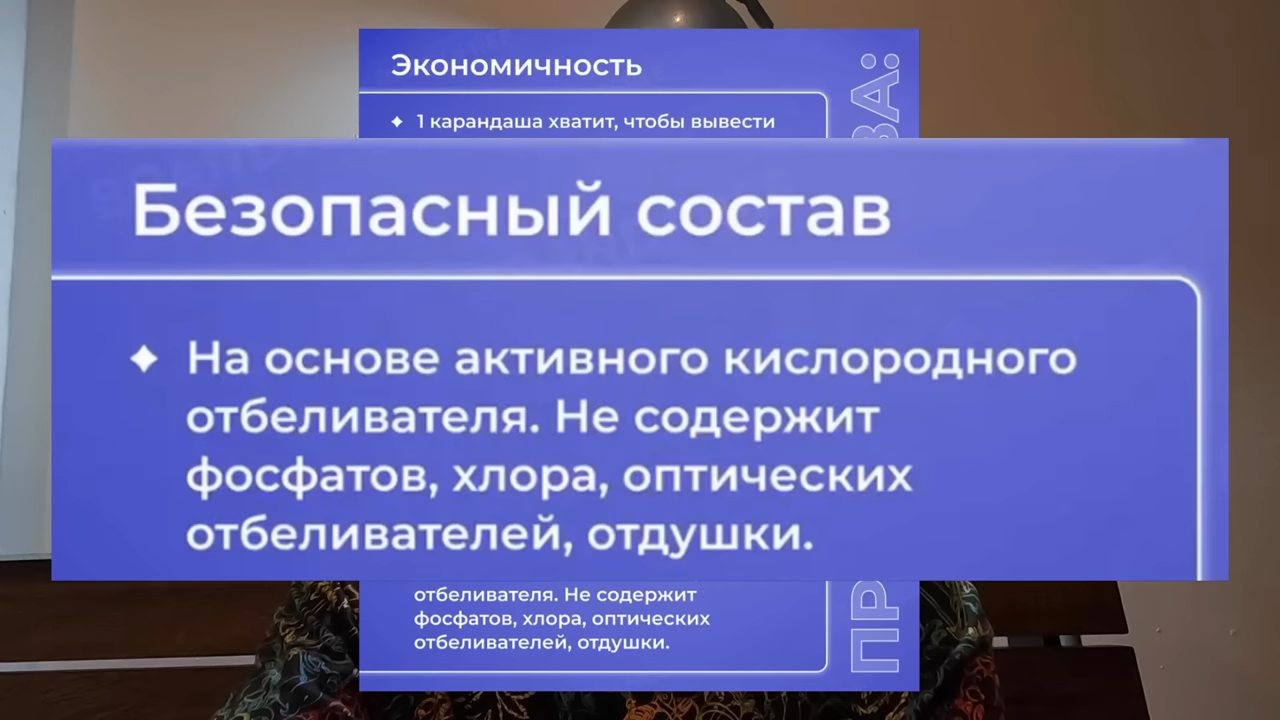 Экономичность
1 карандаша хватит, чтобы вывести
Безопасный состав
На основе активного кислородного
отбеливателя. Не содержит
фосфатов, хлора, оптических
отбеливателей, отдушки.
отбеливателя. Не содержит
фосфатов, хлора, оптических
отбеливателей, отдушки.